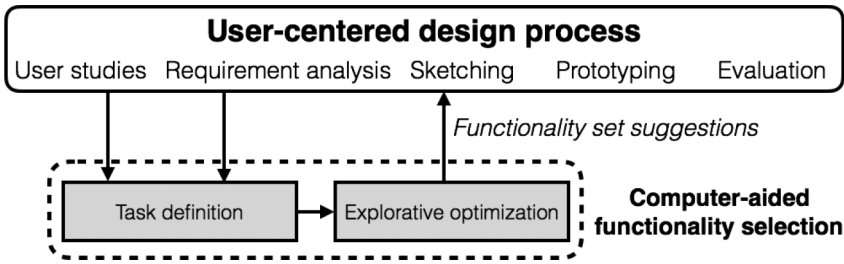 User-centered design process
User studies Requirement analysis Sketching Prototyping Evaluation
Functionality set suggestions
Task definition
Explorative optimization
Computer-aided
functionality selection